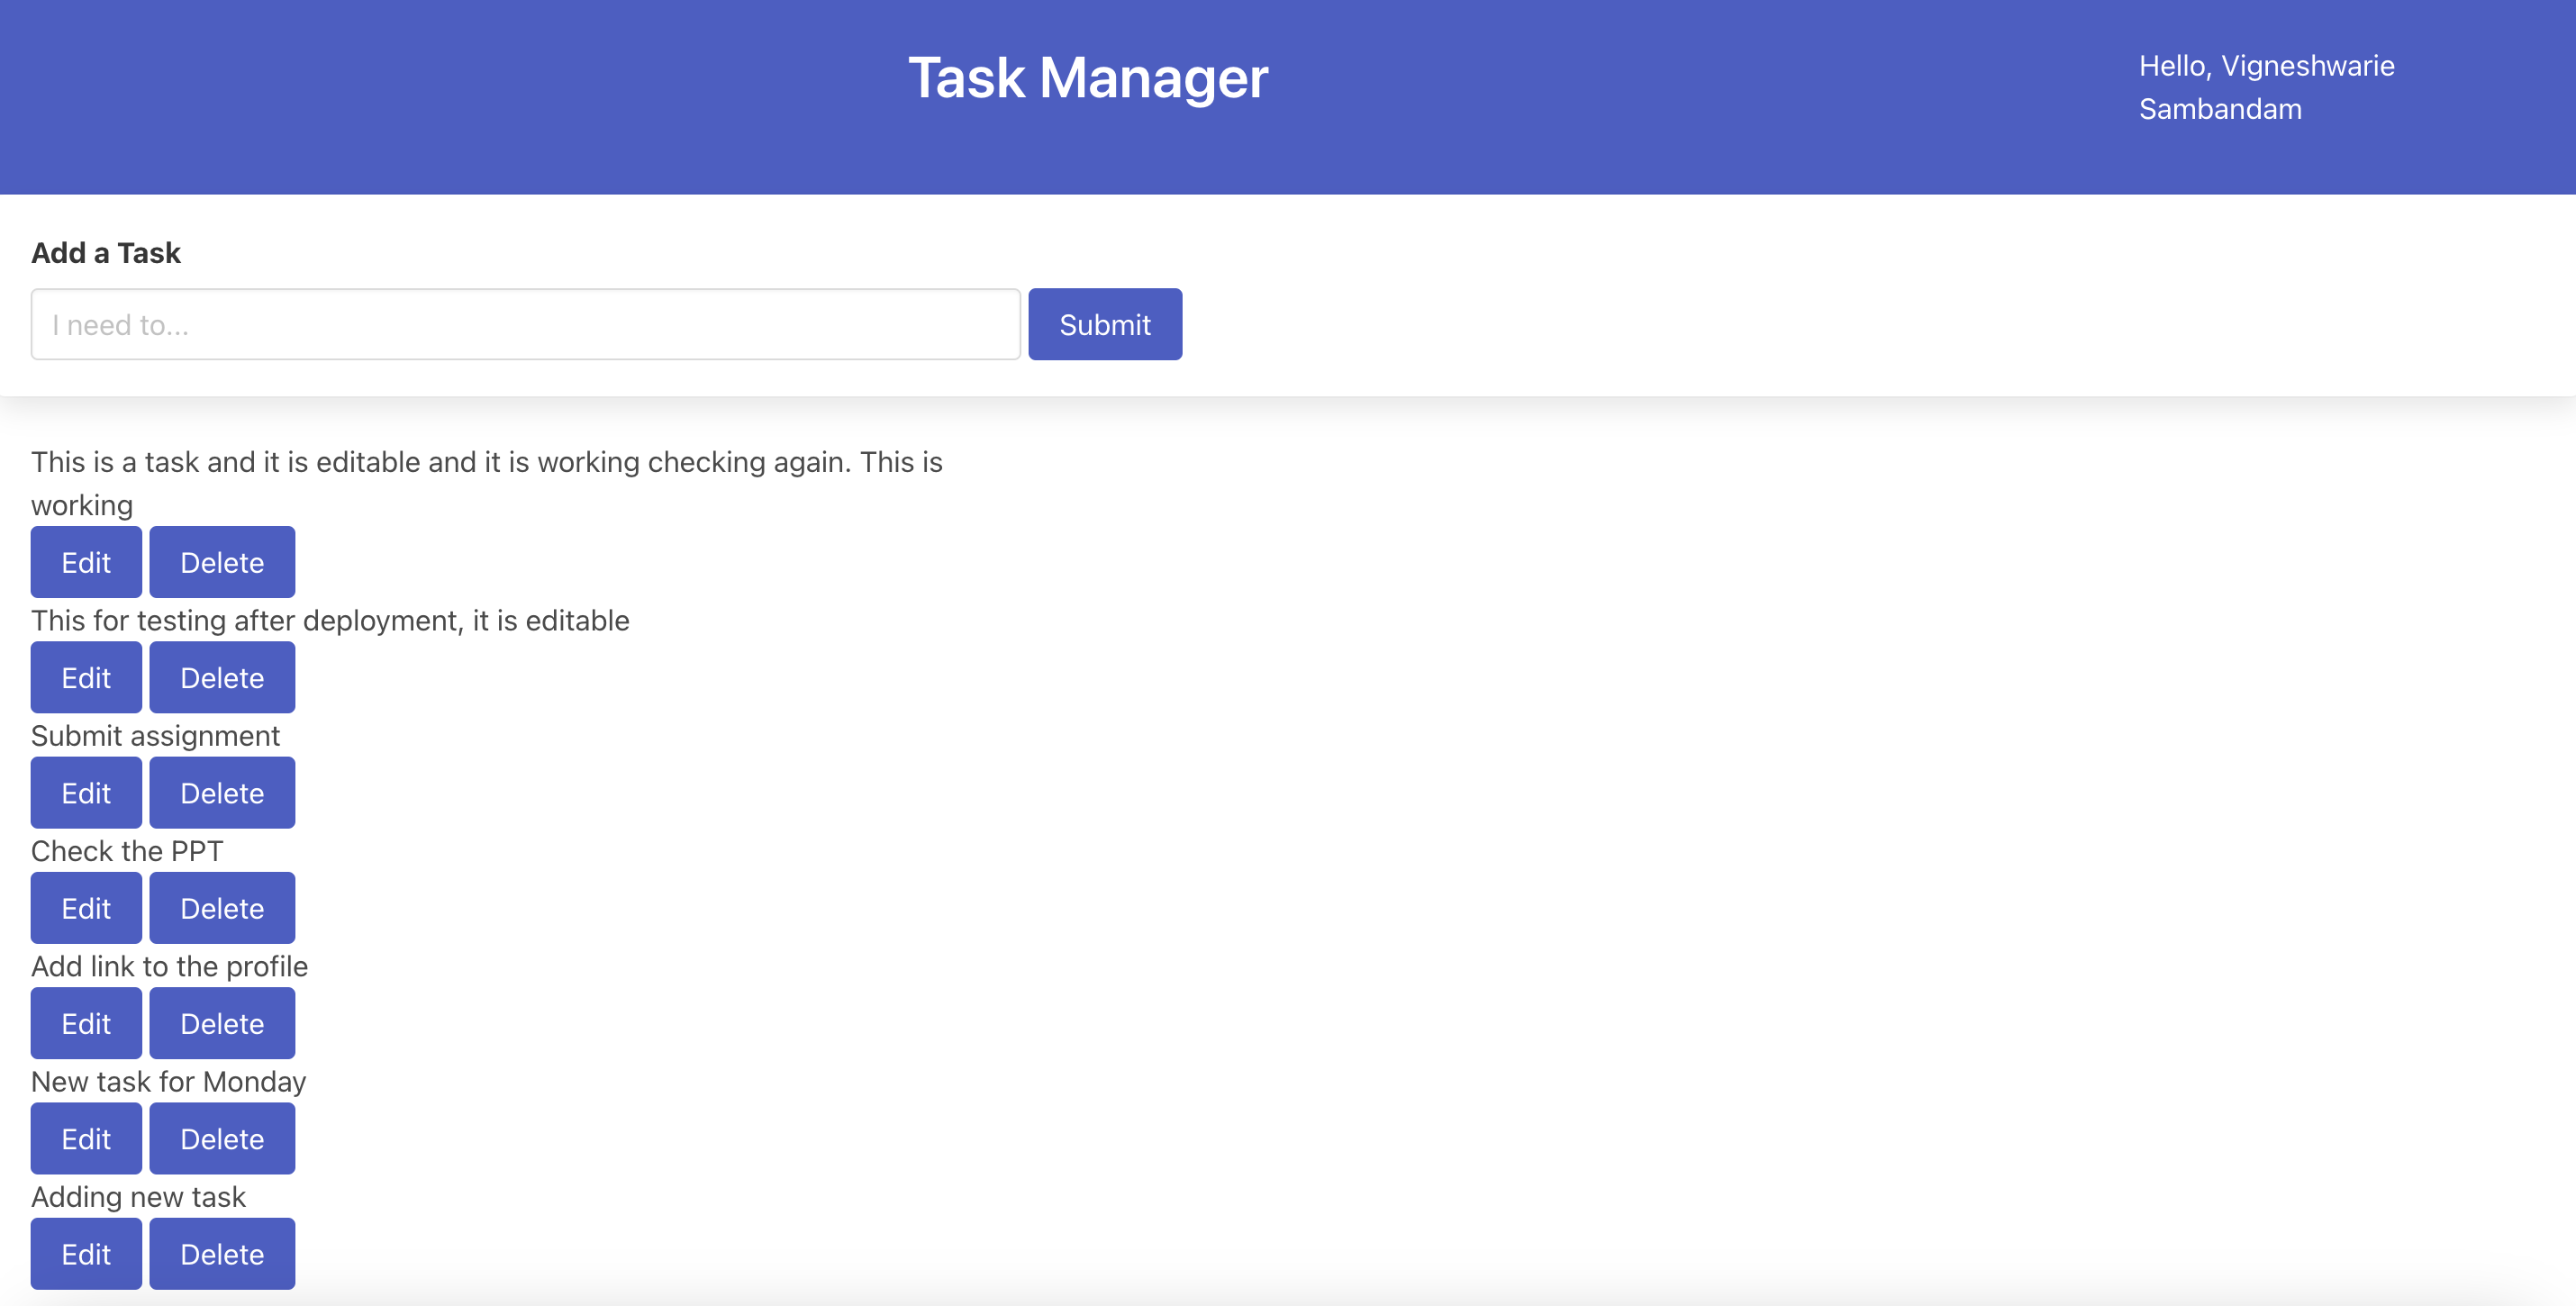 Task Manager
Hello, Vigneshwarie
Sambandam
Add a Task
I need to...
Submit
This is a task and it is editable and it is working checking again. This is
working
Edit Delete
This for testing after deployment, it is editable
Edit Delete
Submit assignment
Edit Delete
Check the PPT
Edit Delete
Add link to the profile
Edit Delete
New task for Monday
Edit Delete
Adding new task
Edit Delete